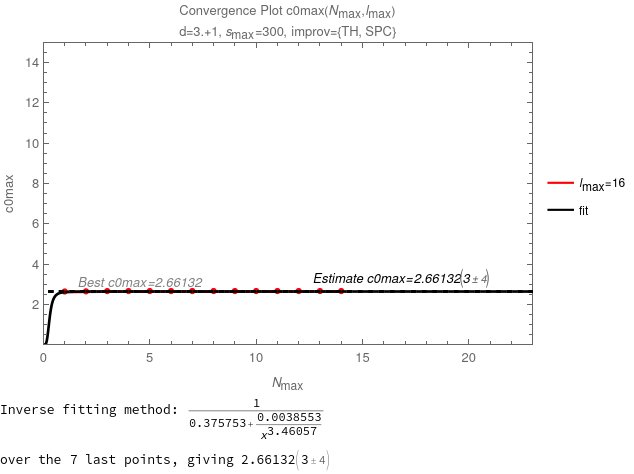 Convergence Plot c0max(Nmax,lmax)
d=3.+1, smax=300, improv={TH, SPC}
14
12
10
8
6
4
2
c0max
Best c0max=2.66132
Estimate c0max=2.66132(3±4)
lmax=16
fit
0 5 10 15 20
Nmax
Inverse fitting method: 1/(0.375753+0.0038553/x^3.46057)
over the 7 last points, giving 2.66132(3±4)